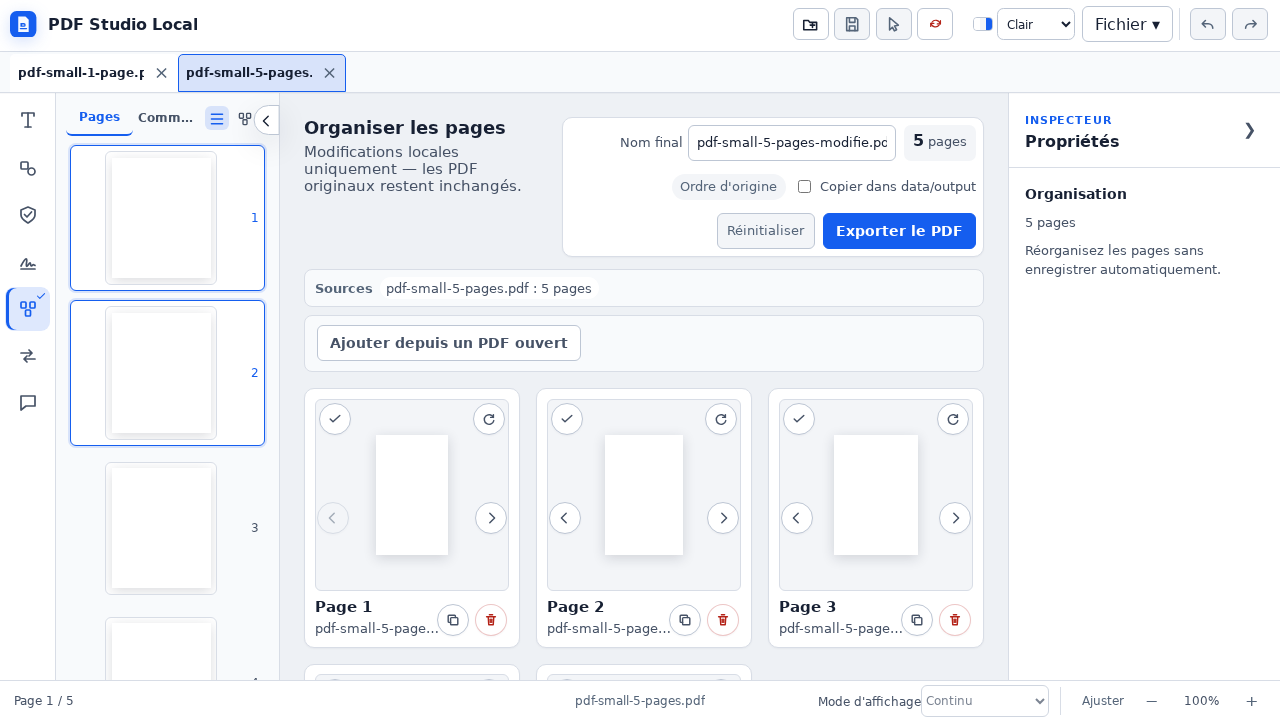 PDF Studio Local
Clair
Fichier ▾
pdf-small-1-page.p
pdf-small-5-pages.
Pages
Comm...
1
2
3
Organiser les pages
Modifications locales
uniquement — les PDF
originaux restent inchangés.
Nom final
pdf-small-5-pages-modifie.pd
5 pages
Ordre d'origine
Copier dans data/output
Réinitialiser
Exporter le PDF
Sources
pdf-small-5-pages.pdf : 5 pages
Ajouter depuis un PDF ouvert
Page 1
pdf-small-5-page...
Page 2
pdf-small-5-page...
Page 3
pdf-small-5-page...
INSPECTEUR
Propriétés
Organisation
5 pages
Réorganisez les pages sans
enregistrer automatiquement.
Page 1 / 5
pdf-small-5-pages.pdf
Mode d'affichage
Continu
Ajuster
100%